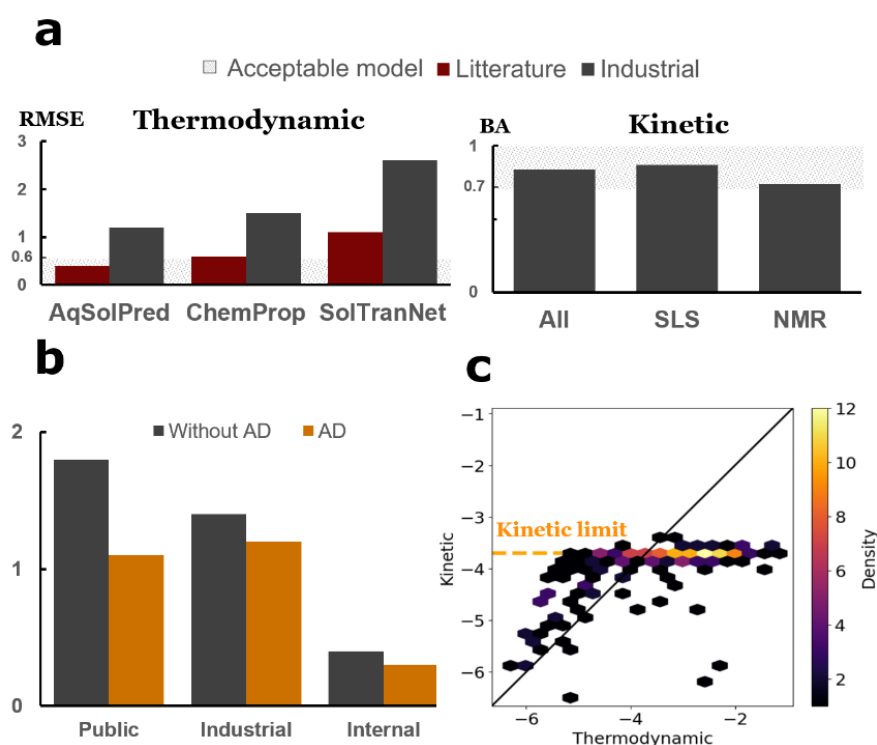 a
Acceptable model Litterature Industrial
RMSE Thermodynamic
3
2
1
0.6
0
AqSolPred ChemProp SolTranNet
BA Kinetic
1
0.7
0
All SLS NMR
b
2
1
0
Without AD AD
Public Industrial Internal
c
−1
−2
−3
−4
−5
−6
Kinetic
Kinetic limit
−6 −4 −2
Thermodynamic
12
10
8
6
4
2
Density